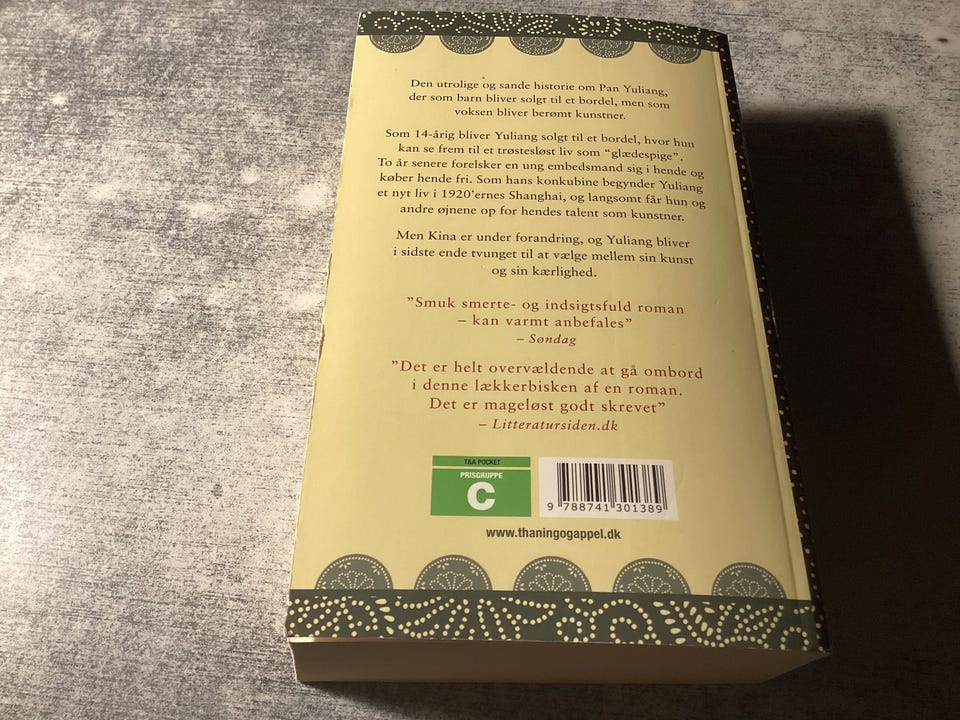 Den utrolige og sande historie om Pan Yuliang,
der som barn bliver solgt til et bordel, men som
voksen bliver berømt kunstner.
Som 14-årig bliver Yuliang solgt til et bordel, hvor hun
kan se frem til et trøstesløst liv som “glædespige”.
To år senere forelsker en ung embedsmand sig i hende og
køber hende fri. Som hans konkubine begynder Yuliang
et nyt liv i 1920’ernes Shanghai, og langsomt får hun og
andre øjnene op for hendes talent som kunstner.
Men Kina er under forandring, og Yuliang bliver
i sidste ende tvunget til at vælge mellem sin kunst
og sin kærlighed.
”Smuk smerte- og indsigtsfuld roman
– kan varmt anbefales”
– Søndag
”Det er helt overvældende at gå ombord
i denne lækkerbisken af en roman.
Det er mageløst godt skrevet”
– Litteratursiden.dk
T&A POCKET
PRISGRUPPE
C
9 788741 301389
www.thaningogappel.dk